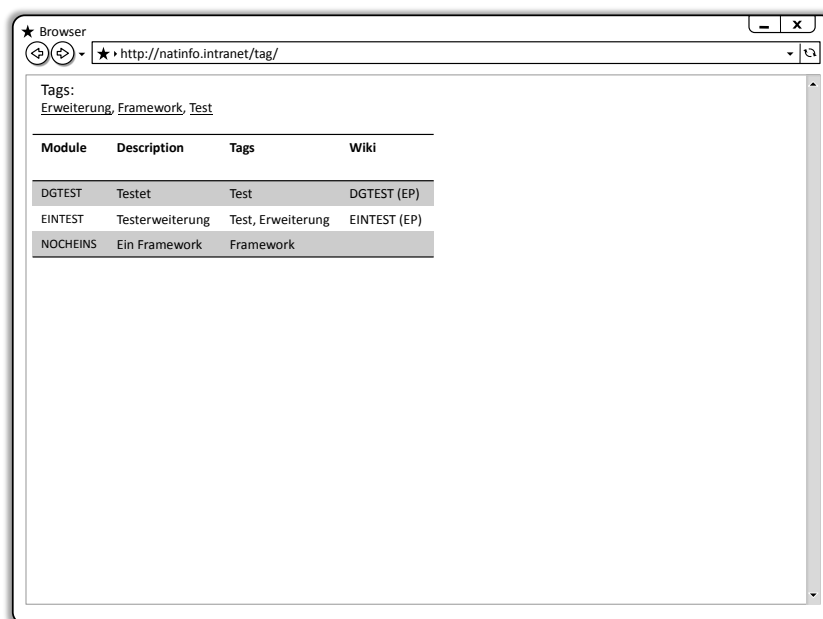 Browser
http://natinfo.intranet/tag/
Tags:
Erweiterung, Framework, Test
Module Description Tags Wiki
DGTEST Testet Test DGTEST (EP)
EINTEST Testerweiterung Test, Erweiterung EINTEST (EP)
NOCHEINS Ein Framework Framework